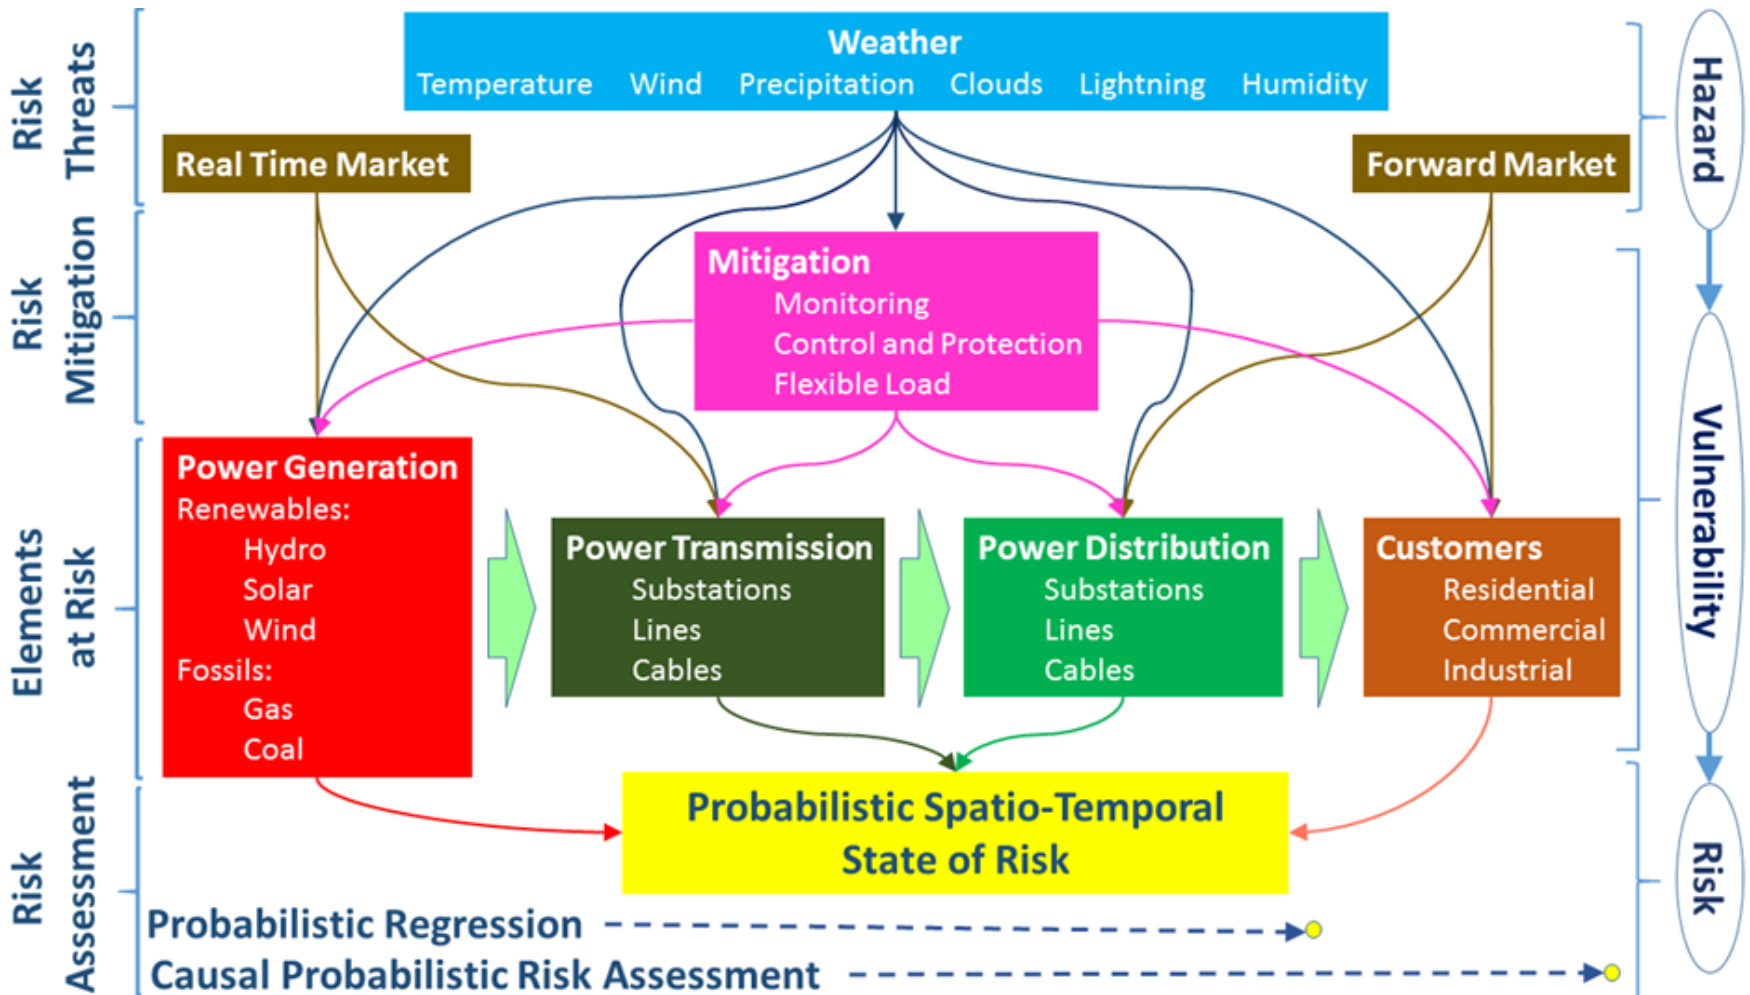 Weather
Temperature Wind Precipitation Clouds Lightning Humidity
Risk
Threats
Real Time Market
Forward Market
Hazard
Risk
Mitigation
Mitigation
Monitoring
Control and Protection
Flexible Load
Vulnerability
Elements
at Risk
Power Generation
Renewables:
Hydro
Solar
Wind
Fossils:
Gas
Coal
Power Transmission
Substations
Lines
Cables
Power Distribution
Substations
Lines
Cables
Customers
Residential
Commercial
Industrial
Risk
Assessment
Probabilistic Spatio-Temporal
State of Risk
Risk
Probabilistic Regression
Causal Probabilistic Risk Assessment